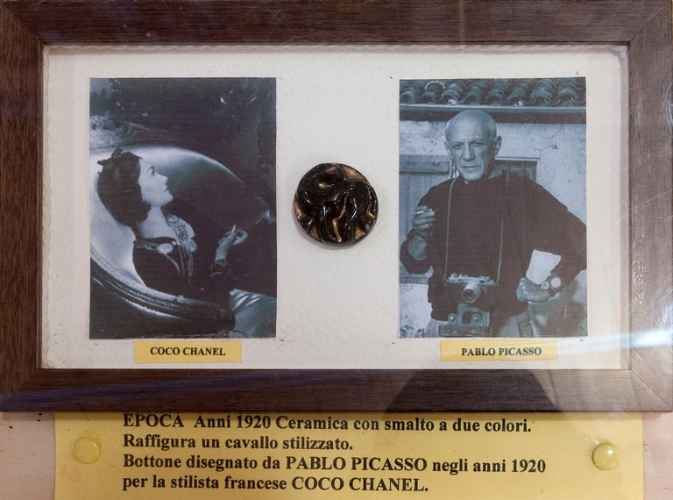 COCO CHANEL
PABLO PICASSO
EPOCA Anni 1920 Ceramica con smalto a due colori.
Raffigura un cavallo stilizzato.
Bottone disegnato da PABLO PICASSO negli anni 1920
per la stilista francese COCO CHANEL.